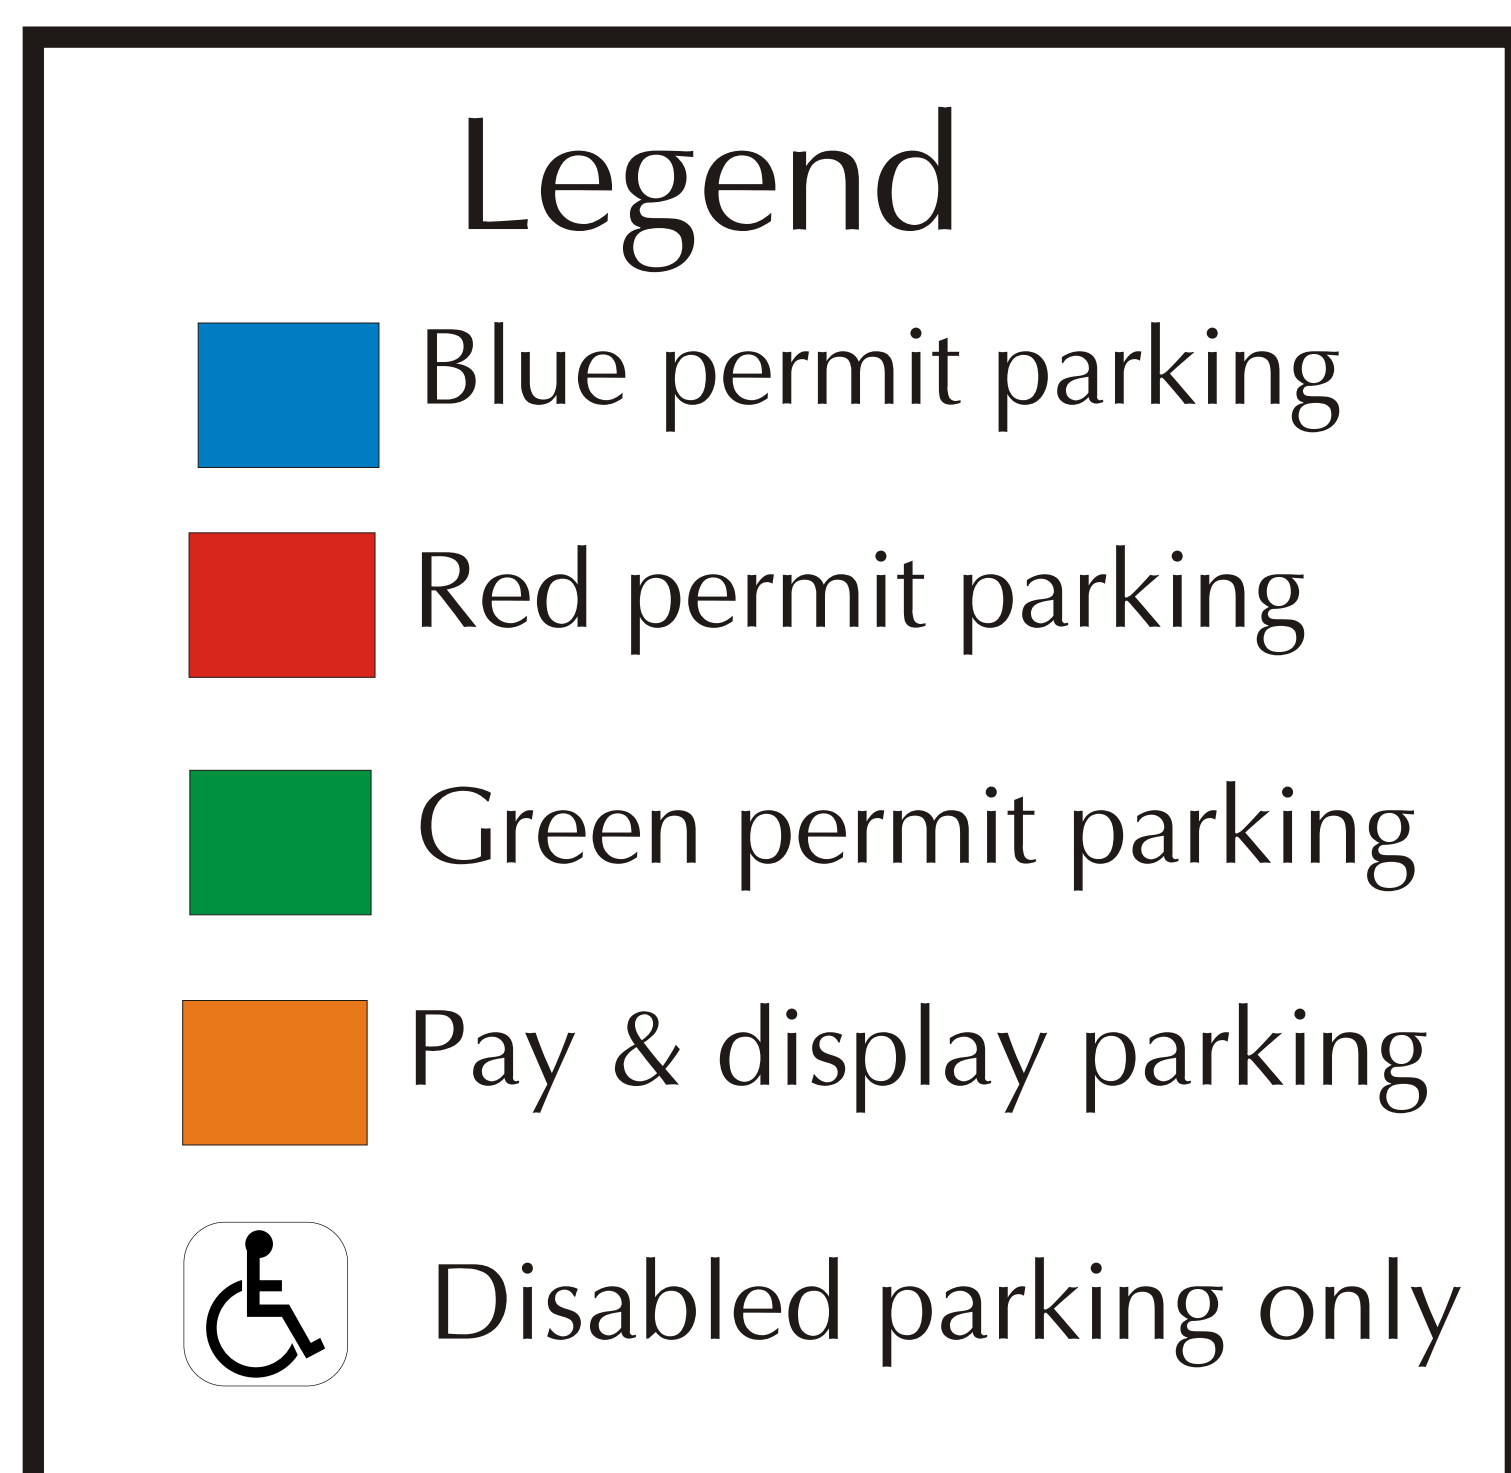 Legend
Blue permit parking
Red permit parking
Green permit parking
Pay & display parking
Disabled parking only